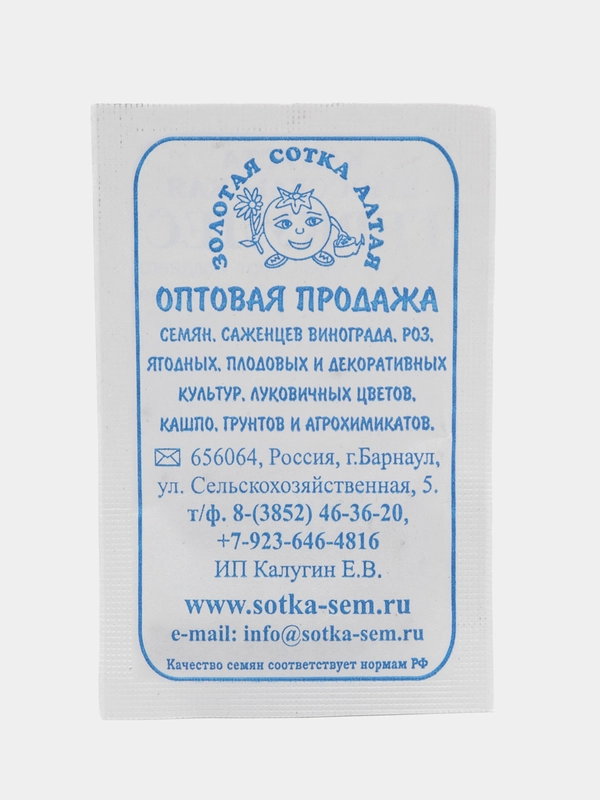 ЗОЛОТАЯ СОТКА АЛТАЯ
ОПТОВАЯ ПРОДАЖА
СЕМЯН, САЖЕНЦЕВ ВИНОГРАДА, РОЗ,
ЯГОДНЫХ, ПЛОДОВЫХ И ДЕКОРАТИВНЫХ
КУЛЬТУР, ЛУКОВИЧНЫХ ЦВЕТОВ,
КАШПО, ГРУНТОВ И АГРОХИМИКАТОВ.
656064, Россия, г.Барнаул,
ул. Сельскохозяйственная, 5.
т/ф. 8-(3852) 46-36-20,
+7-923-646-4816
ИП Калугин Е.В.
www.sotka-sem.ru
e-mail: info@sotka-sem.ru
Качество семян соответствует нормам РФ